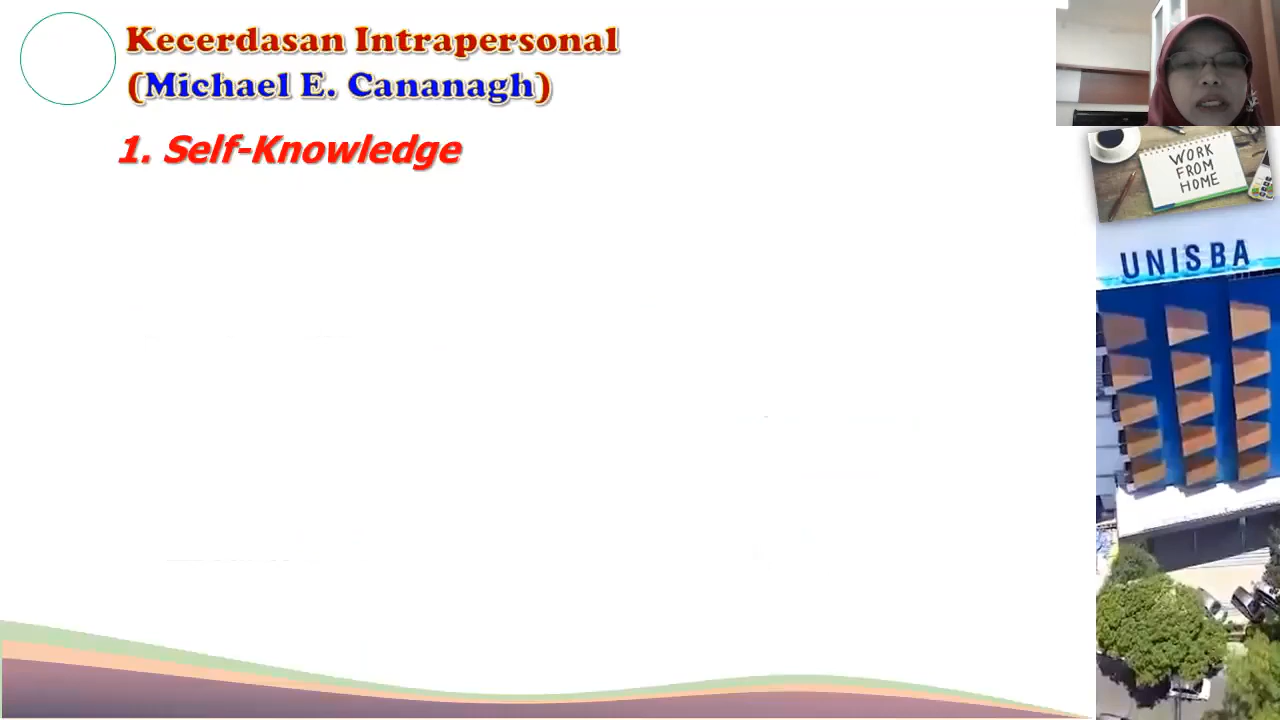 Kecerdasan Intrapersonal
(Michael E. Cananagh)
1. Self-Knowledge
WORK
FROM
HOME
UNISBA